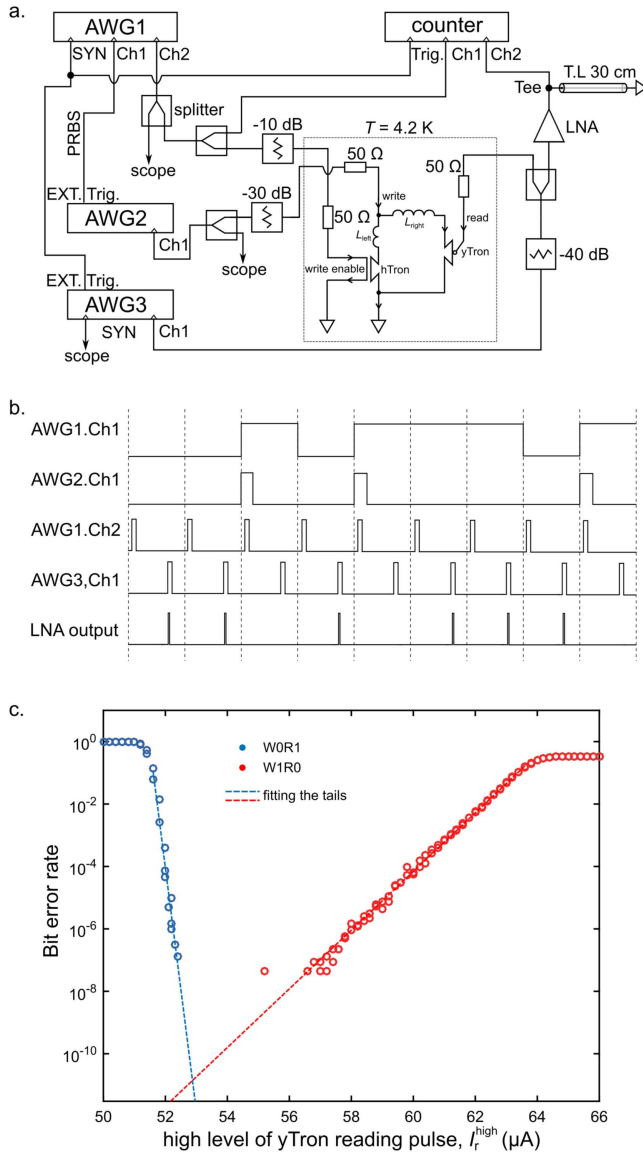 a.
AWG1
SYN Ch1 Ch2
counter
Trig. Ch1 Ch2
Tee
T.L 30 cm
splitter
LNA
PRBS
-10 dB
T = 4.2 K
scope
50 Ω
50 Ω
-30 dB
50 Ω
write
EXT. Trig.
AWG2
Ch1
L_left
L_right
read
yTron
-40 dB
scope
write enable
hTron
EXT. Trig.
AWG3
SYN
Ch1
scope
b.
AWG1.Ch1
AWG2.Ch1
AWG1.Ch2
AWG3,Ch1
LNA output
c.
Bit error rate
10^0
10^-2
10^-4
10^-6
10^-8
10^-10
W0R1
W1R0
fitting the tails
50 52 54 56 58 60 62 64 66
high level of yTron reading pulse, I_r^high (μA)